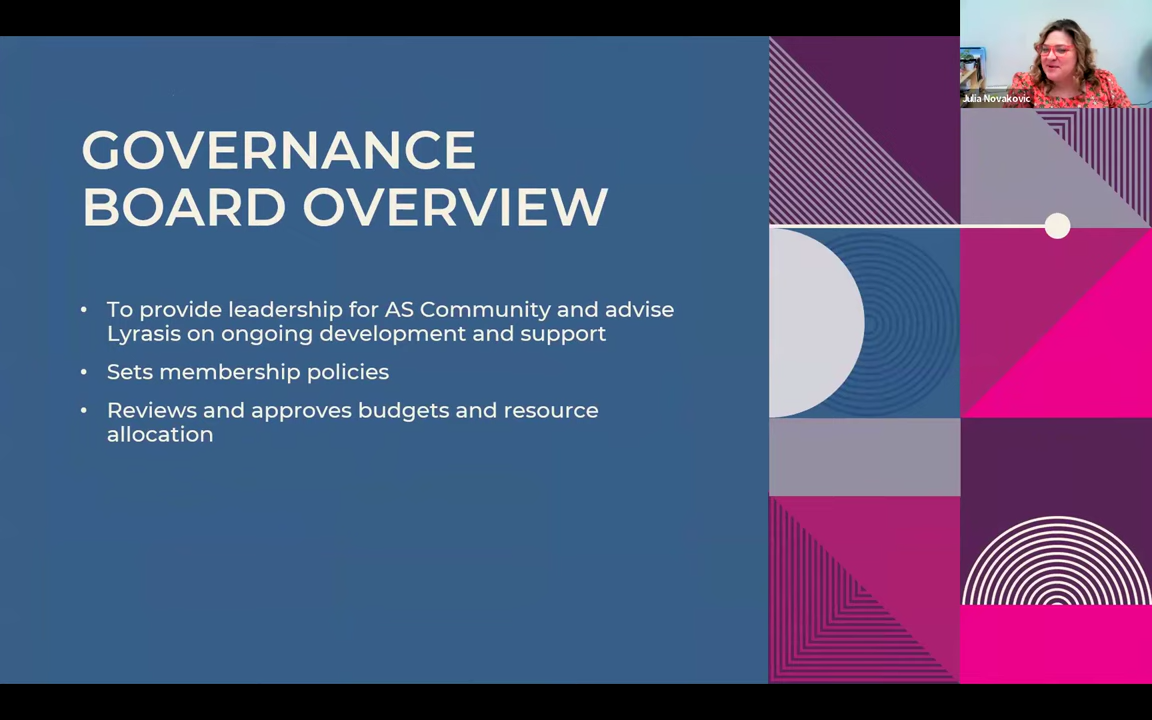 Julia Novakovic
GOVERNANCE
BOARD OVERVIEW
• To provide leadership for AS Community and advise
Lyrasis on ongoing development and support
• Sets membership policies
• Reviews and approves budgets and resource
allocation